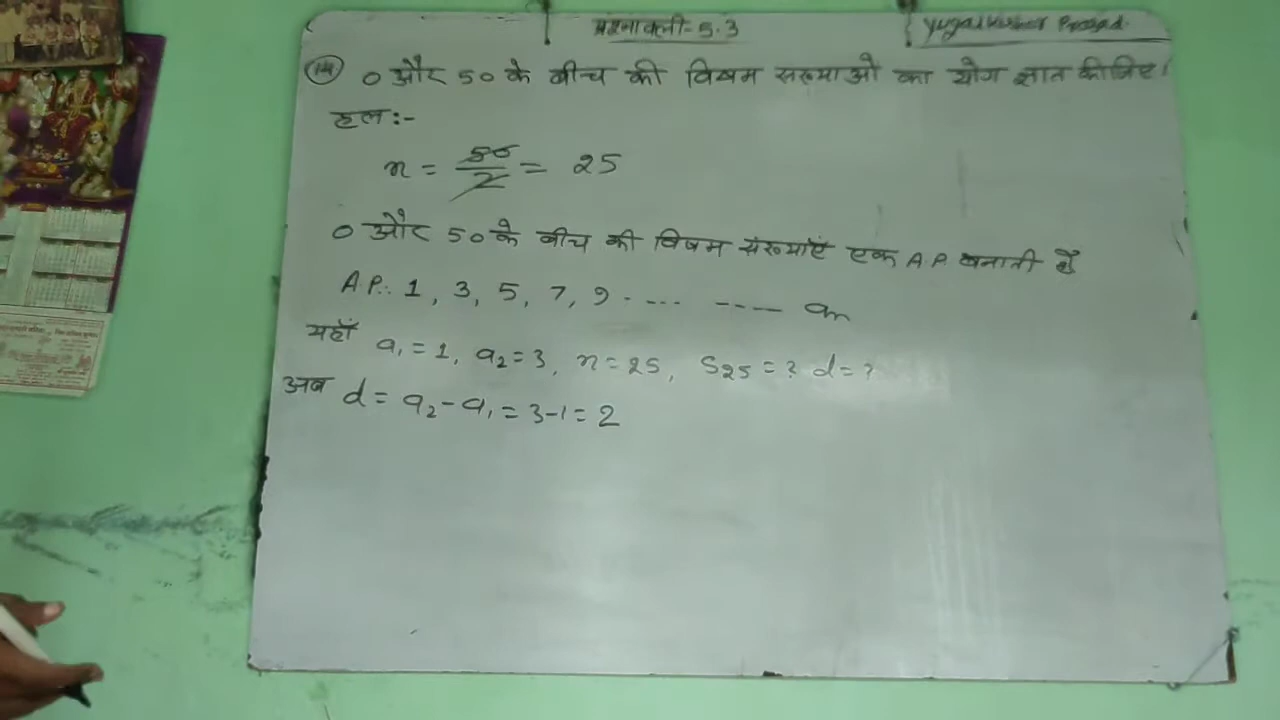 प्रश्नावली-5.3
14 0 और 50 के बीच की विषम संख्याओ का योग ज्ञात कीजिए।
हल:-
n = 50/2 = 25
0 और 50 के बीच की विषम संख्याएँ एक A.P. बनाती है
A.P.: 1, 3, 5, 7, 9 - --- ---- an
यहाँ a₁ = 1, a₂ = 3, n = 25, S25 = ? d = ?
अब d = a₂ - a₁ = 3-1 = 2